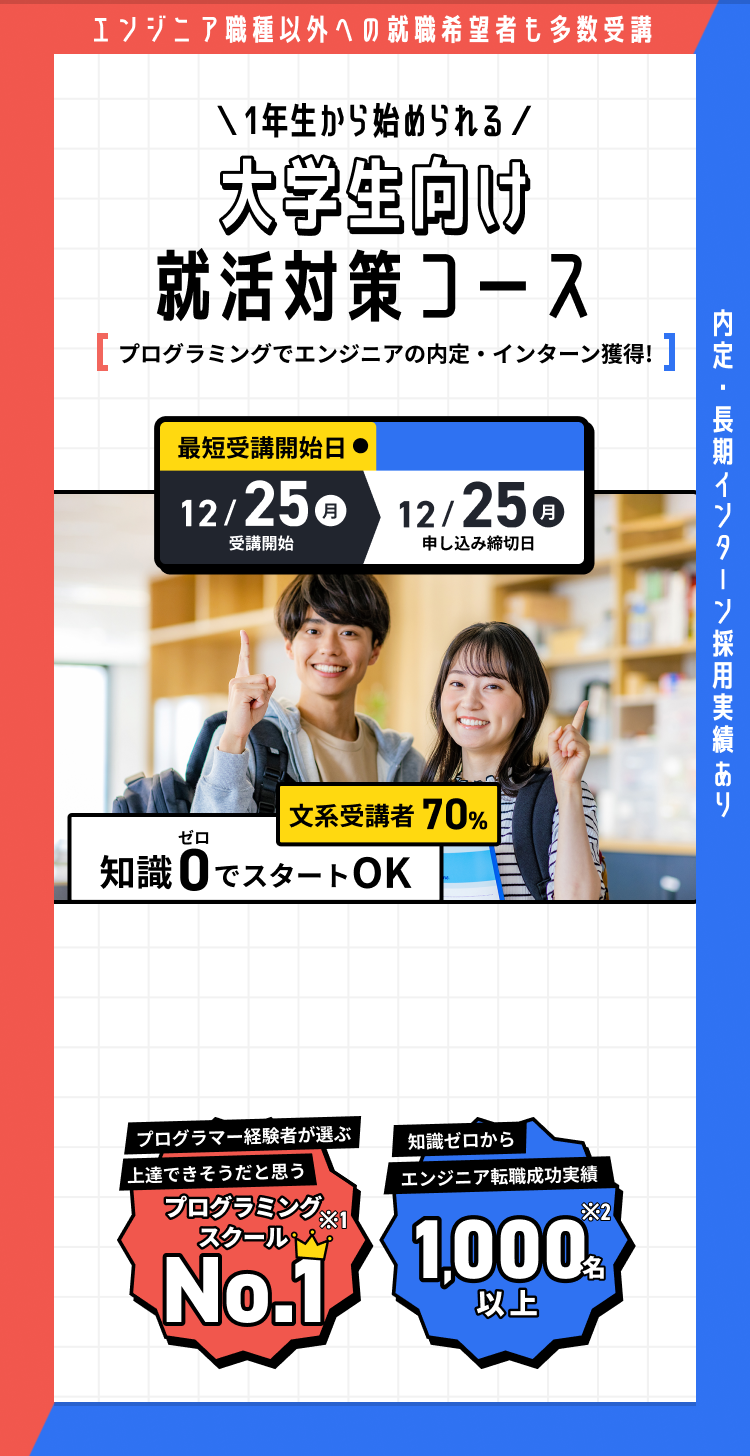 エンジニア職種以外への就職希望者も多数受講
\ 1年生から始められる /
大学生向け
就活対策コース
[ プログラミングでエンジニアの内定・インターン獲得! ]
内定・長期インターン採用実績あり
最短受講開始日
12/25 月
受講開始
12/25 月
申し込み締切日
文系受講者 70%
ゼロ
知識0でスタートOK
プログラマー経験者が選ぶ
上達できそうだと思う
プログラミング
スクール ※1
No.1
知識ゼロから
エンジニア転職成功実績
※2
1,000名
以上